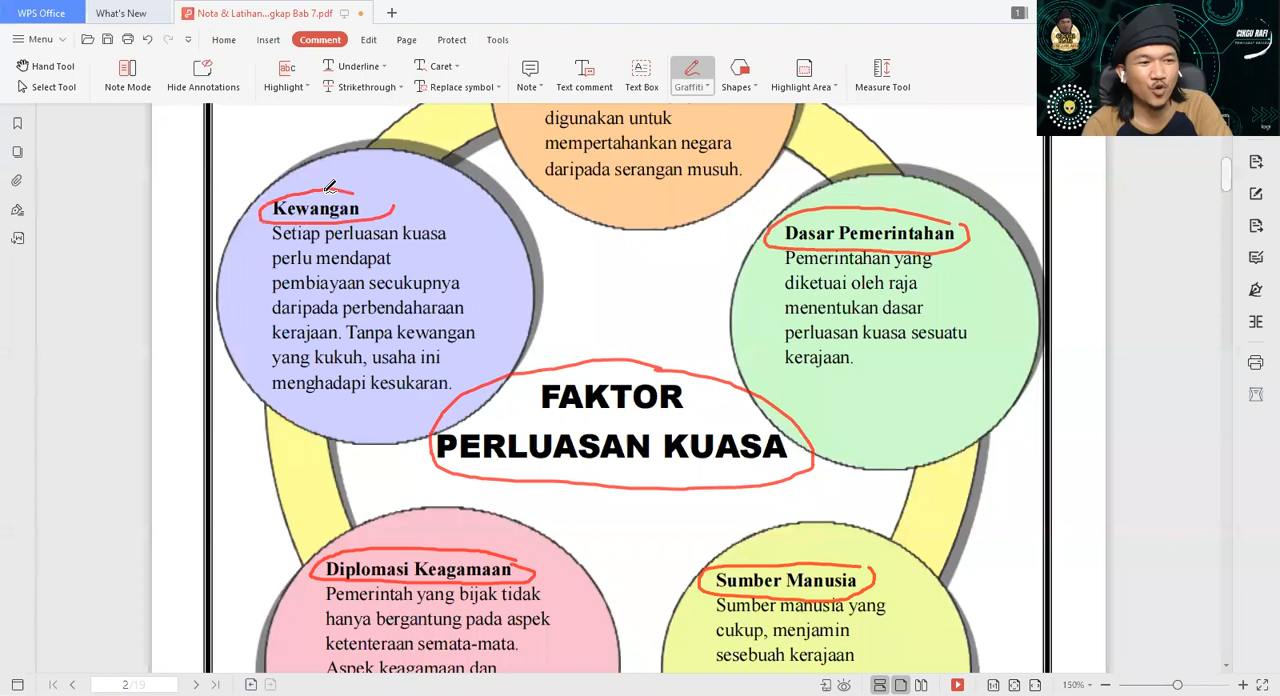 WPS Office
What's New
Nota & Latihan...gkap Bab 7.pdf
1
CIKGU RAFI
Menu
Home
Insert
Comment
Edit
Page
Protect
Tools
Hand Tool
Select Tool
Note Mode
Hide Annotations
Highlight
Underline
Strikethrough
Caret
Replace symbol
Note
Text comment
Text Box
Graffiti
Shapes
Highlight Area
Measure Tool
digunakan untuk
mempertahankan negara
daripada serangan musuh.
Kewangan
Setiap perluasan kuasa
perlu mendapat
pembiayaan secukupnya
daripada perbendaharaan
kerajaan. Tanpa kewangan
yang kukuh, usaha ini
menghadapi kesukaran.
Dasar Pemerintahan
Pemerintahan yang
diketuai oleh raja
menentukan dasar
perluasan kuasa sesuatu
kerajaan.
FAKTOR
PERLUASAN KUASA
Diplomasi Keagamaan
Pemerintah yang bijak tidak
hanya bergantung pada aspek
ketenteraan semata-mata.
Aspek keagamaan dan
Sumber Manusia
Sumber manusia yang
cukup, menjamin
sesebuah kerajaan
2/19
150%